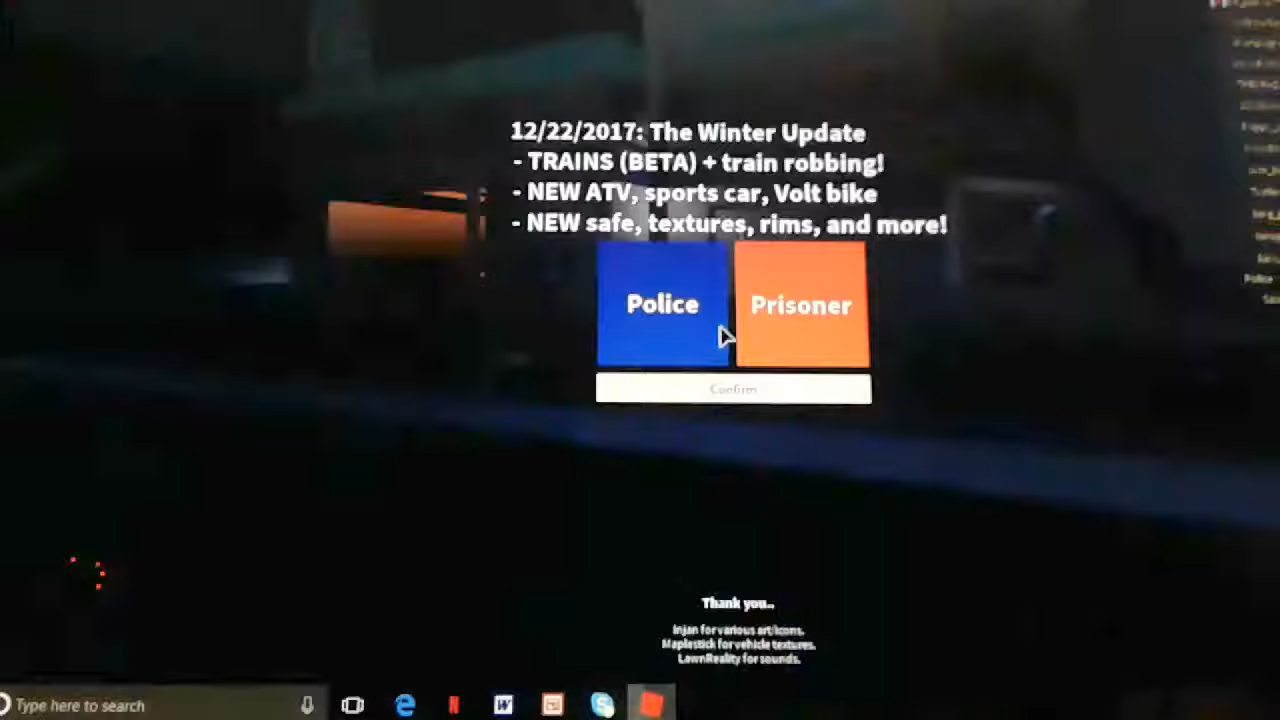 12/22/2017: The Winter Update
- TRAINS (BETA) + train robbing!
- NEW ATV, sports car, Volt bike
- NEW safe, textures, rims, and more!
Police
Prisoner
Confirm
Thank you..
Injan for various art/icons.
Maplestick for vehicle textures.
LawnReality for sounds.
Type here to search